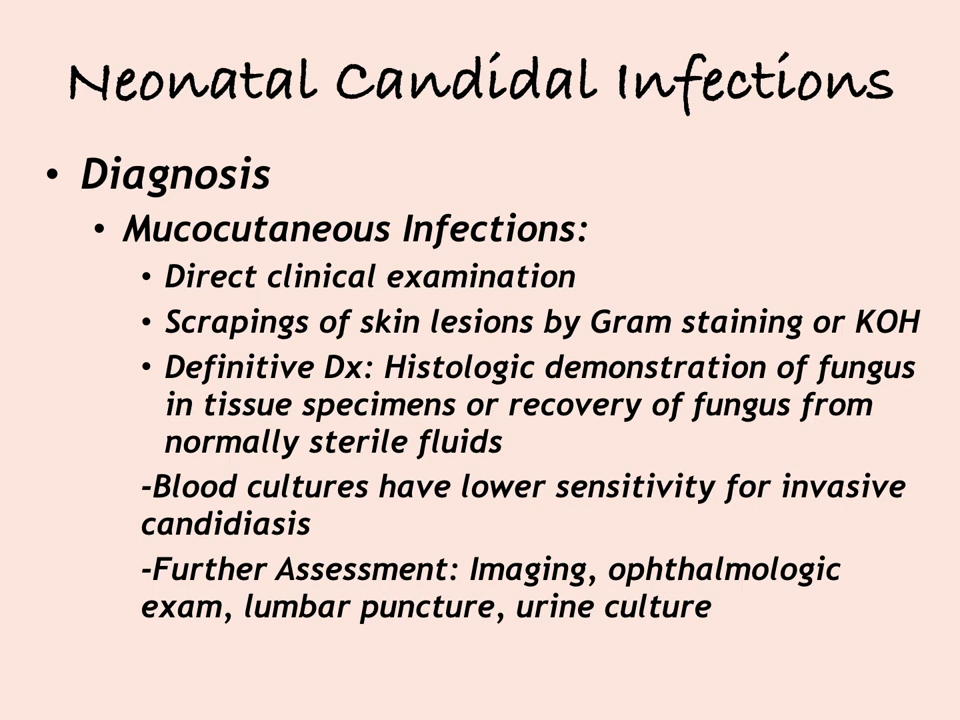 Neonatal Candidal Infections
• Diagnosis
• Mucocutaneous Infections:
• Direct clinical examination
• Scrapings of skin lesions by Gram staining or KOH
• Definitive Dx: Histologic demonstration of fungus
in tissue specimens or recovery of fungus from
normally sterile fluids
-Blood cultures have lower sensitivity for invasive
candidiasis
-Further Assessment: Imaging, ophthalmologic
exam, lumbar puncture, urine culture